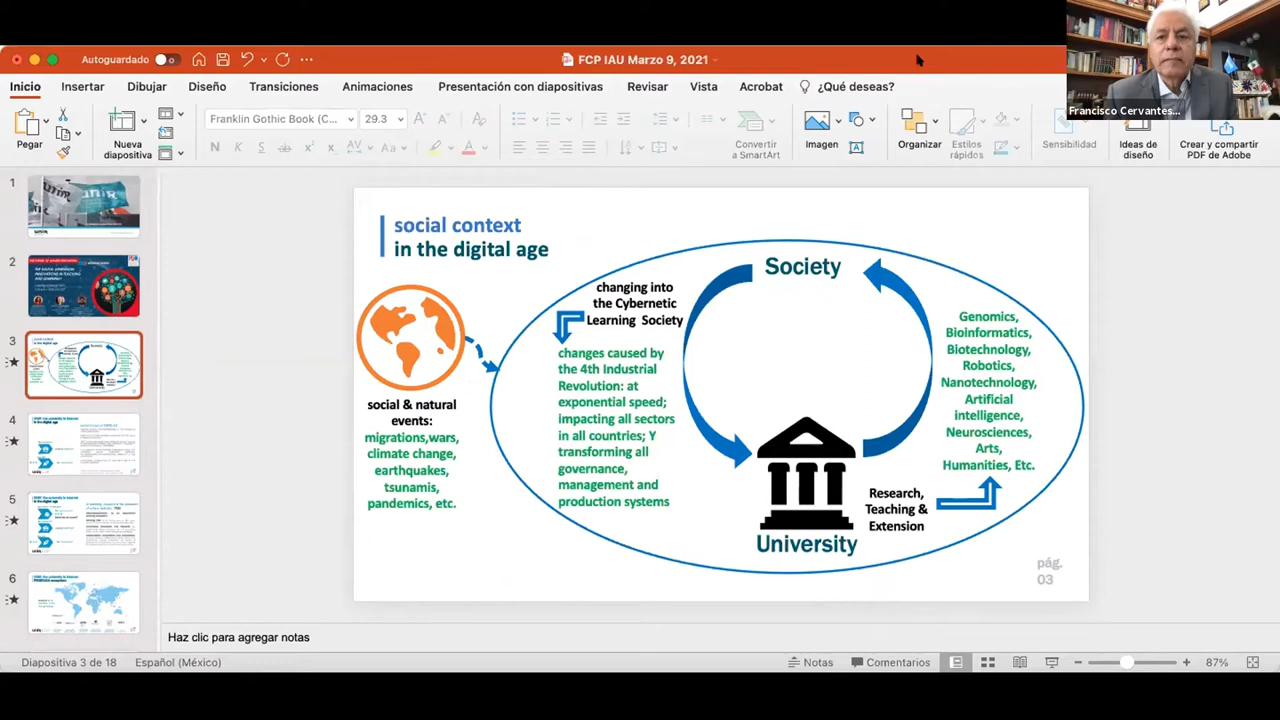 Autoguardado
FCP IAU Marzo 9, 2021
Francisco Cervantes...
Inicio
Insertar
Dibujar
Diseño
Transiciones
Animaciones
Presentación con diapositivas
Revisar
Vista
Acrobat
¿Qué deseas?
Franklin Gothic Book (C...
29.3
Pegar
Nueva
diapositiva
N
K
S
Convertir
a SmartArt
Imagen
Organizar
Estilos
rápidos
Sensibilidad
Ideas de
diseño
Crear y compartir
PDF de Adobe
1
2
3
4
5
6
social context
in the digital age
Society
changing into
the Cybernetic
Learning Society
changes caused by
the 4th Industrial
Revolution: at
exponential speed;
impacting all sectors
in all countries; Y
transforming all
governance,
management and
production systems
social & natural
events:
migrations,wars,
climate change,
earthquakes,
tsunamis,
pandemics, etc.
Genomics,
Bioinformatics,
Biotechnology,
Robotics,
Nanotechnology,
Artificial
intelligence,
Neurosciences,
Arts,
Humanities, Etc.
Research,
Teaching &
Extension
University
pág.
03
Haz clic para agregar notas
Diapositiva 3 de 18
Español (México)
Notas
Comentarios
87%